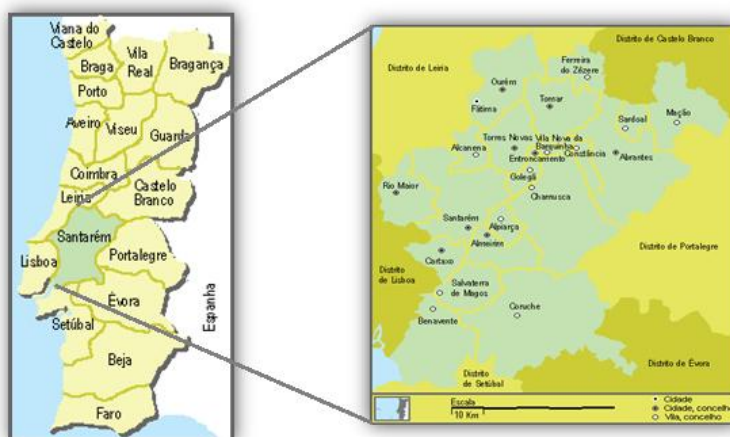 Viana do
Castelo
Braga
Vila
Real
Bragança
Porto
Aveiro
Viseu
Guarda
Coimbra
Leiria
Castelo
Branco
Santarém
Lisboa
Portalegre
Évora
Setúbal
Beja
Faro
Espanha
Distrito de Castelo Branco
Distrito de Leiria
Ferreira
do Zêzere
Ourém
Tomar
Fátima
Sardoal
Mação
Torres Novas
Vila Nova da
Barquinha
Alcanena
Entroncamento
Constância
Abrantes
Golegã
Chamusca
Rio Maior
Santarém
Alpiarça
Almeirim
Cartaxo
Distrito de Portalegre
Distrito
de Lisboa
Salvaterra
de Magos
Coruche
Benavente
Distrito
de Setúbal
Distrito de Évora
Escala
10 Km
Cidade
Cidade, concelho
Vila, concelho